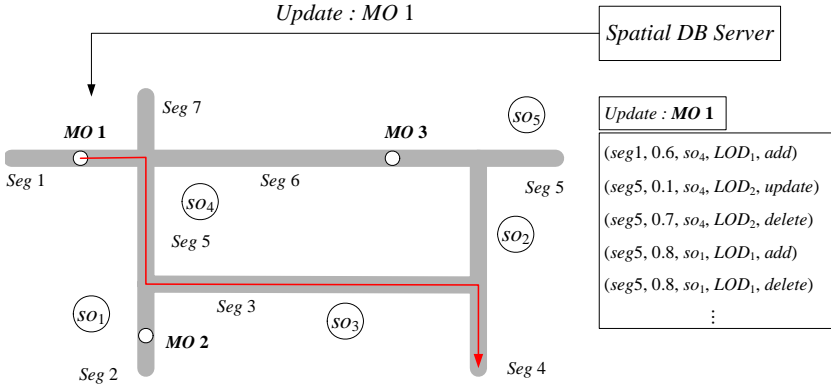 Update : MO 1
Spatial DB Server
Seg 7
MO 1
MO 3
so5
Update : MO 1
Seg 1
Seg 6
Seg 5
so4
so2
Seg 5
Seg 3
so1
so3
MO 2
Seg 2
Seg 4
(seg1, 0.6, so4, LOD1, add)
(seg5, 0.1, so4, LOD2, update)
(seg5, 0.7, so4, LOD2, delete)
(seg5, 0.8, so1, LOD1, add)
(seg5, 0.8, so1, LOD1, delete)
⋮